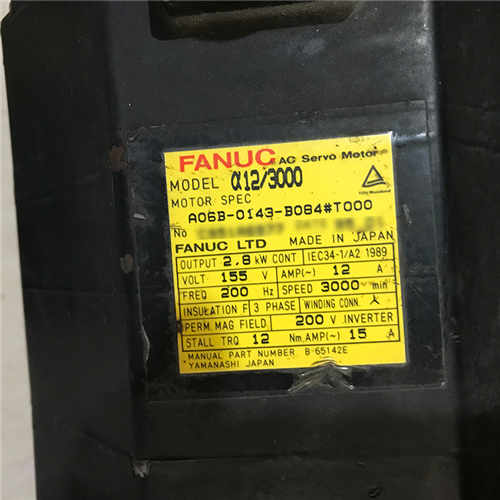 FANUC AC Servo Motor
MODEL α12/3000
MOTOR SPEC
A06B-0143-B084#T000
No
FANUC LTD MADE IN JAPAN
OUTPUT 2.8 kW CONT IEC34-1/A2 1989
VOLT 155 V AMP(~) 12 A
FREQ 200 Hz SPEED 3000 min
INSULATION F 3 PHASE WINDING CONN. 人
PERM. MAG FIELD 200 V INVERTER
STALL TRQ 12 Nm. AMP(~) 15 A
MANUAL PART NUMBER B-65142E
YAMANASHI JAPAN